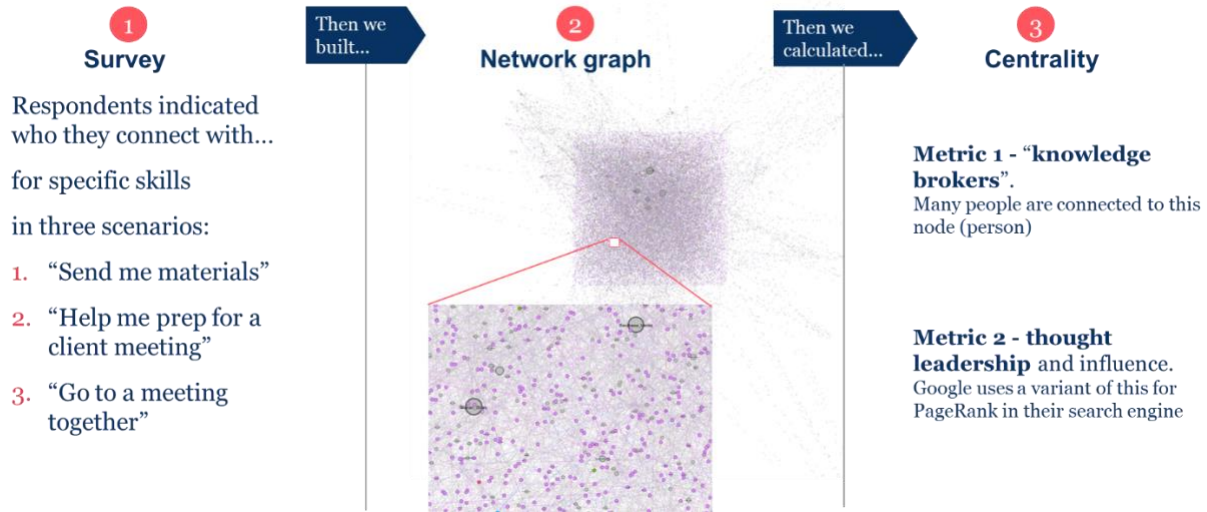 1
Survey
Respondents indicated
who they connect with...
for specific skills
in three scenarios:
1. “Send me materials”
2. “Help me prep for a
client meeting”
3. “Go to a meeting
together”
Then we
built...
2
Network graph
Then we
calculated...
3
Centrality
Metric 1 - “knowledge
brokers”.
Many people are connected to this
node (person)
Metric 2 - thought
leadership and influence.
Google uses a variant of this for
PageRank in their search engine